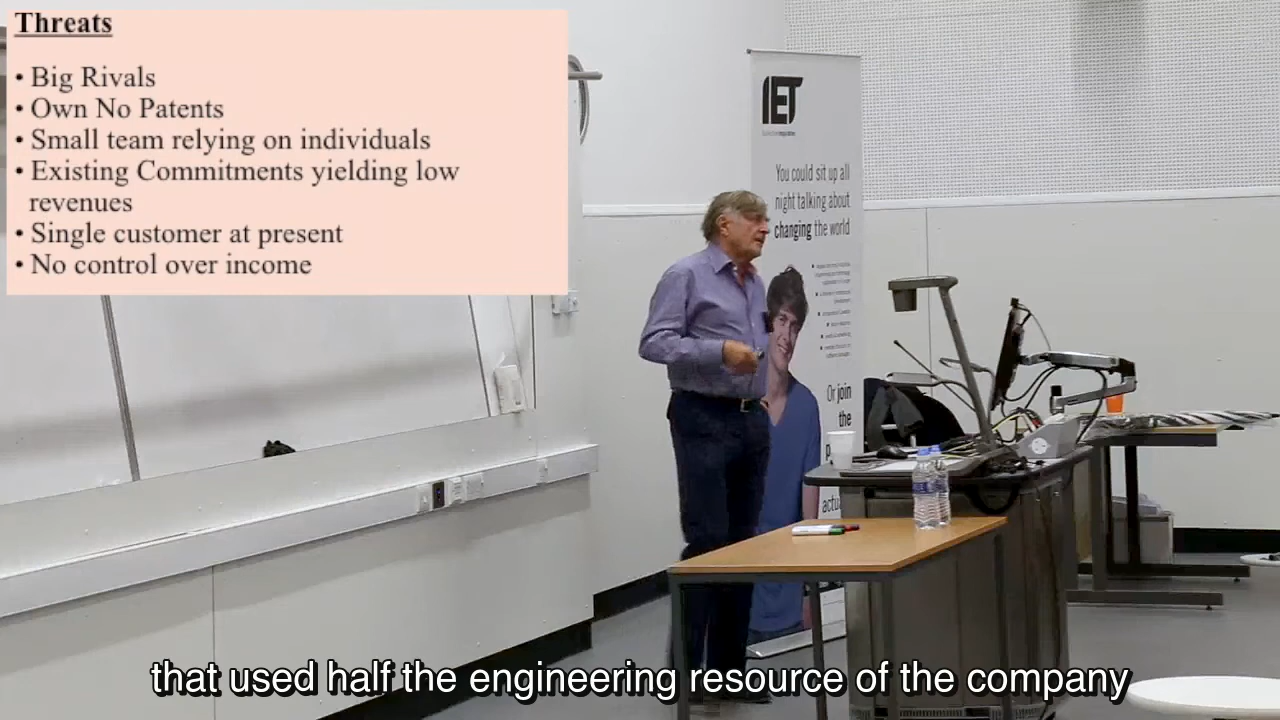 Threats
• Big Rivals
• Own No Patents
• Small team relying on individuals
• Existing Commitments yielding low
revenues
• Single customer at present
• No control over income
IET
You could sit up all
night talking about
changing the world
Or join
the
actu
that used half the engineering resource of the company